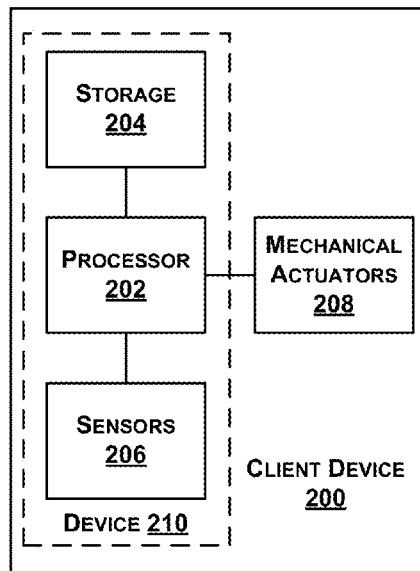 STORAGE
204
PROCESSOR
202
MECHANICAL
ACTUATORS
208
SENSORS
206
CLIENT DEVICE
200
DEVICE 210